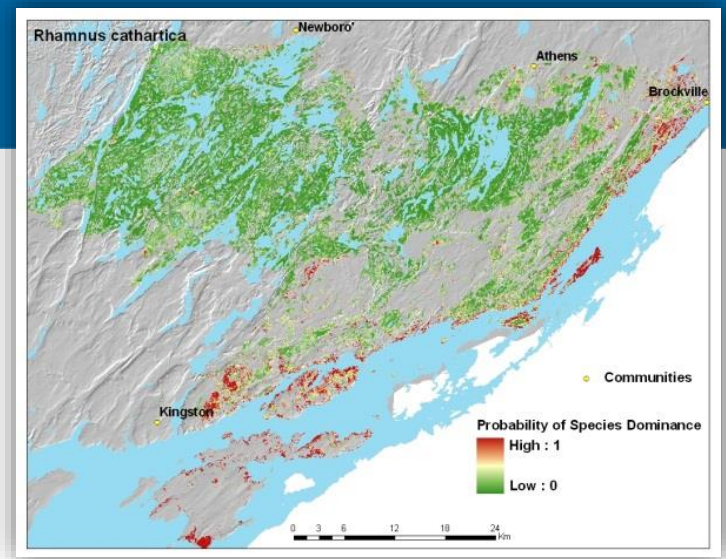 Rhamnus cathartica
Newboro'
Athens
Brockville
Communities
Kingston
Probability of Species Dominance
High : 1
Low : 0
0 3 6 12 18 24
Km